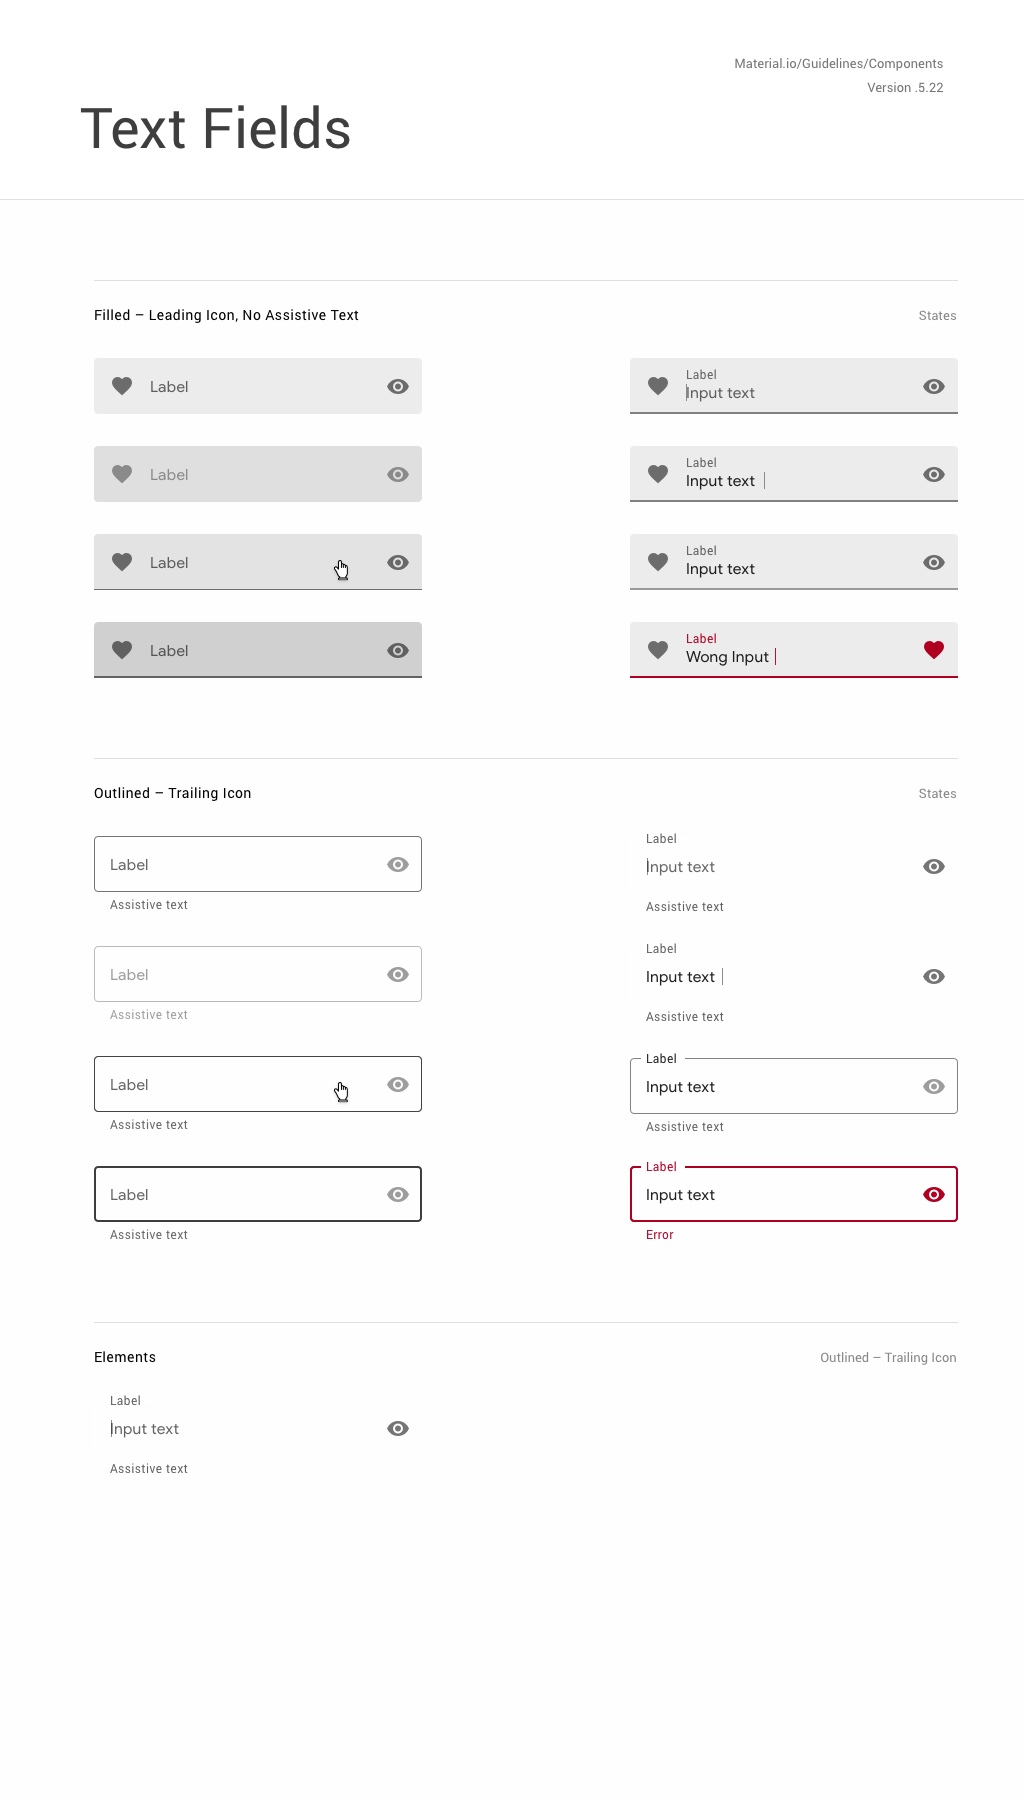 Material.io/Guidelines/Components
Version .5.22
Text Fields
Filled – Leading Icon, No Assistive Text
States
Label
Label
Input text
Label
Label
Input text
Label
Label
Input text
Label
Label
Wong Input
Outlined – Trailing Icon
States
Label
Assistive text
Label
Input text
Assistive text
Label
Assistive text
Label
Input text
Assistive text
Label
Assistive text
Label
Input text
Assistive text
Label
Assistive text
Label
Input text
Error
Elements
Outlined – Trailing Icon
Label
Input text
Assistive text